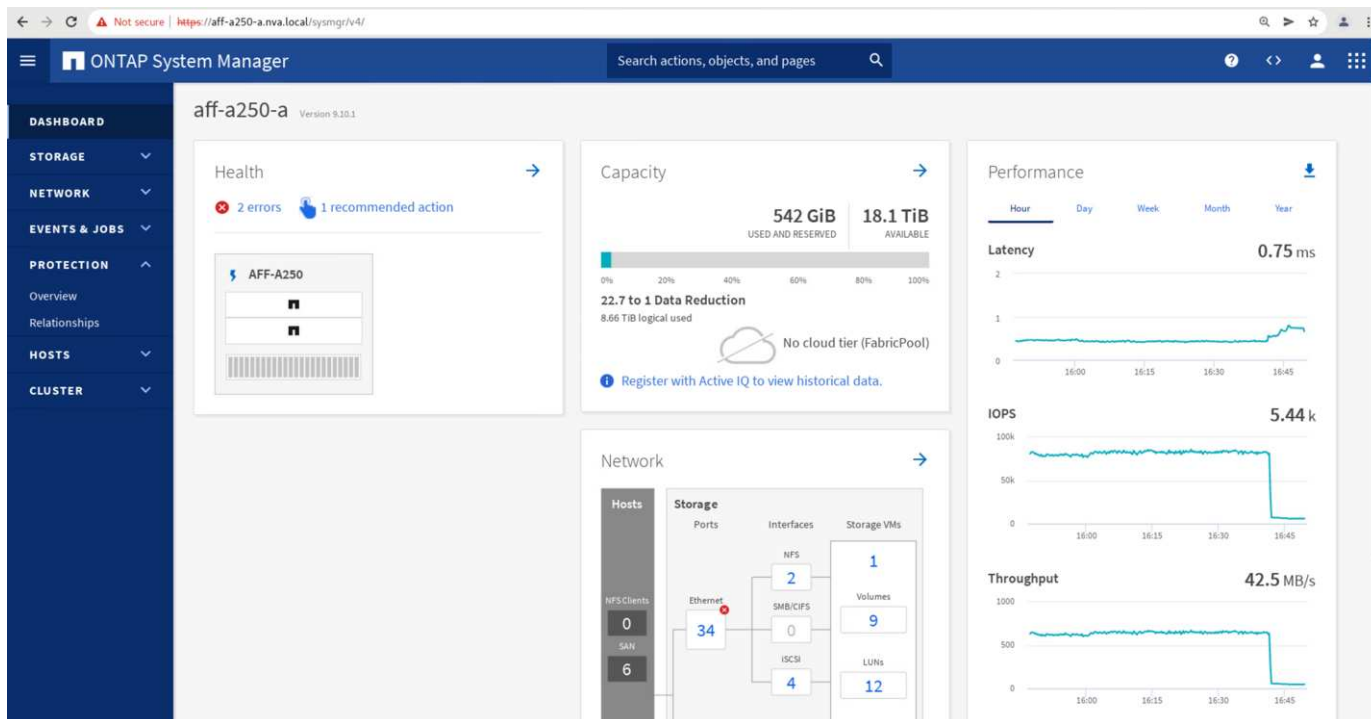 Not secure | https://aff-a250-a.nva.local/sysmgr/v4/
ONTAP System Manager
Search actions, objects, and pages
DASHBOARD
STORAGE
NETWORK
EVENTS & JOBS
PROTECTION
Overview
Relationships
HOSTS
CLUSTER
aff-a250-a Version 9.10.1
Health
2 errors 1 recommended action
AFF-A250
Capacity
542 GiB 18.1 TiB
USED AND RESERVED AVAILABLE
0% 20% 40% 60% 80% 100%
22.7 to 1 Data Reduction
8.66 TiB logical used
No cloud tier (FabricPool)
Register with Active IQ to view historical data.
Network
Hosts Storage
Ports Interfaces Storage VMs
NFS 1
2
NFS Clients Ethernet SMB/CIFS Volumes
0 34 0 9
SAN iSCSI LUNs
6 4 12
Performance
Hour Day Week Month Year
Latency 0.75 ms
2
1
0
16:00 16:15 16:30 16:45
IOPS 5.44 k
100k
50k
0
16:00 16:15 16:30 16:45
Throughput 42.5 MB/s
1000
500
0
16:00 16:15 16:30 16:45